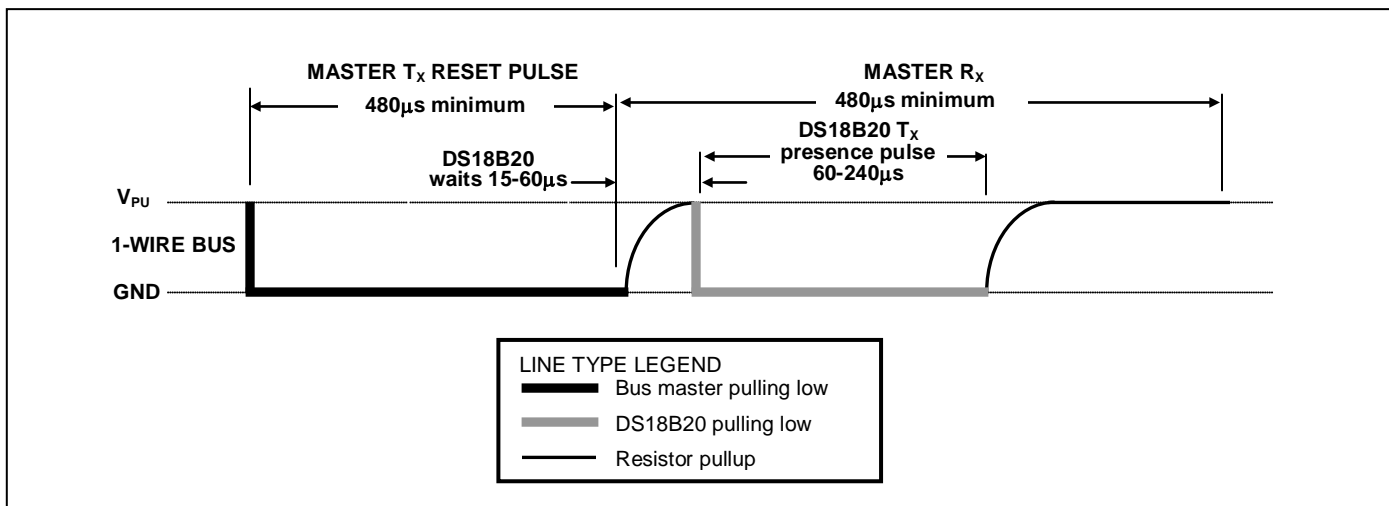 MASTER TX RESET PULSE
480μs minimum
MASTER RX
480μs minimum
DS18B20 TX
presence pulse
60-240μs
DS18B20
waits 15-60μs
VPU
1-WIRE BUS
GND
LINE TYPE LEGEND
Bus master pulling low
DS18B20 pulling low
Resistor pullup